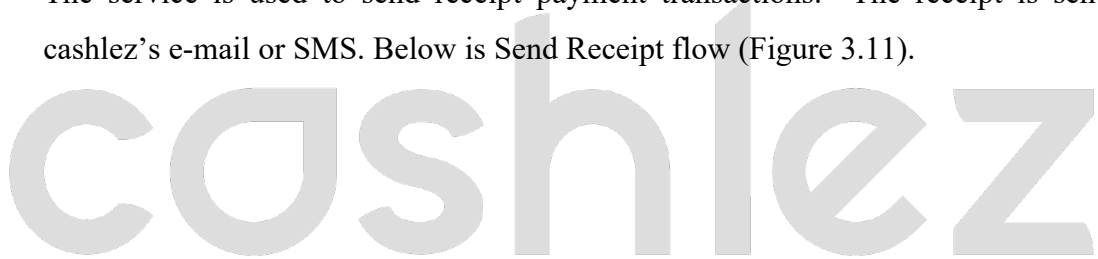 The service is used to send receipt payment transactions. The receipt is sen
cashlez's e-mail or SMS. Below is Send Receipt flow (Figure 3.11).
cashlez